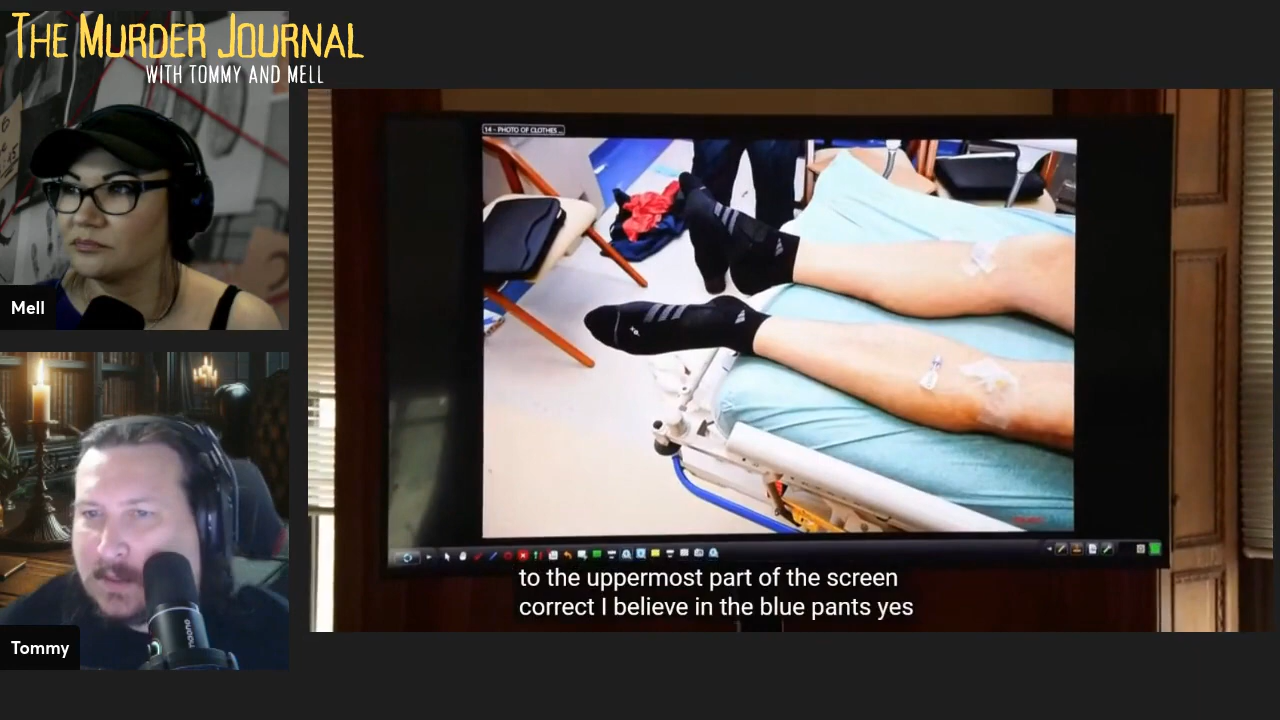 THE MURDER JOURNAL
WITH TOMMY AND MELL
Mell
14 - PHOTO OF CLOTHES ...
to the uppermost part of the screen
correct I believe in the blue pants yes
Tommy
maono